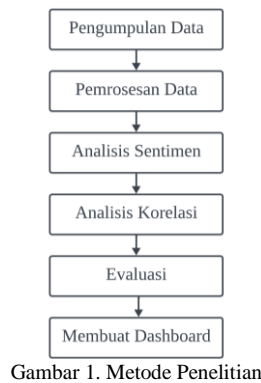 Pengumpulan Data
Pemrosesan Data
Analisis Sentimen
Analisis Korelasi
Evaluasi
Membuat Dashboard
Gambar 1. Metode Penelitian